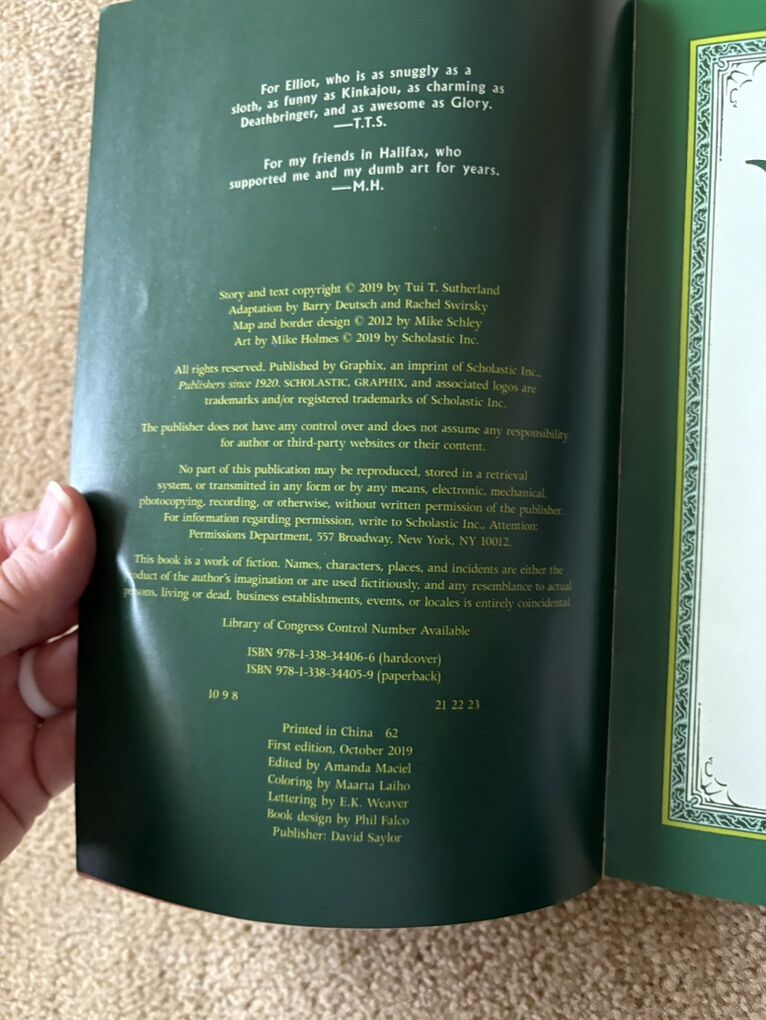 For Elliot, who is as snuggly as a
sloth, as funny as Kinkajou, as charming as
Deathbringer, and as awesome as Glory.
—T.T.S.
For my friends in Halifax, who
supported me and my dumb art for years.
—M.H.
Story and text copyright © 2019 by Tui T. Sutherland
Adaptation by Barry Deutsch and Rachel Swirsky
Map and border design © 2012 by Mike Schley
Art by Mike Holmes © 2019 by Scholastic Inc.
All rights reserved. Published by Graphix, an imprint of Scholastic Inc.,
Publishers since 1920. SCHOLASTIC, GRAPHIX, and associated logos are
trademarks and/or registered trademarks of Scholastic Inc.
The publisher does not have any control over and does not assume any responsibility
for author or third-party websites or their content.
No part of this publication may be reproduced, stored in a retrieval
system, or transmitted in any form or by any means, electronic, mechanical,
photocopying, recording, or otherwise, without written permission of the publisher.
For information regarding permission, write to Scholastic Inc., Attention:
Permissions Department, 557 Broadway, New York, NY 10012.
This book is a work of fiction. Names, characters, places, and incidents are either the
product of the author's imagination or are used fictitiously, and any resemblance to actual
persons, living or dead, business establishments, events, or locales is entirely coincidental.
Library of Congress Control Number Available
ISBN 978-1-338-34406-6 (hardcover)
ISBN 978-1-338-34405-9 (paperback)
10 9 8 21 22 23
Printed in China 62
First edition, October 2019
Edited by Amanda Maciel
Coloring by Maarta Laiho
Lettering by E.K. Weaver
Book design by Phil Falco
Publisher: David Saylor